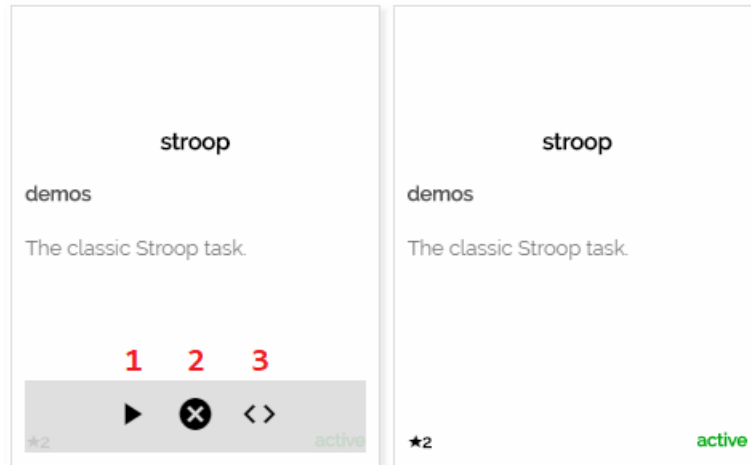 stroop
demos
The classic Stroop task.
1 2 3
★2 active
stroop
demos
The classic Stroop task.
★2 active